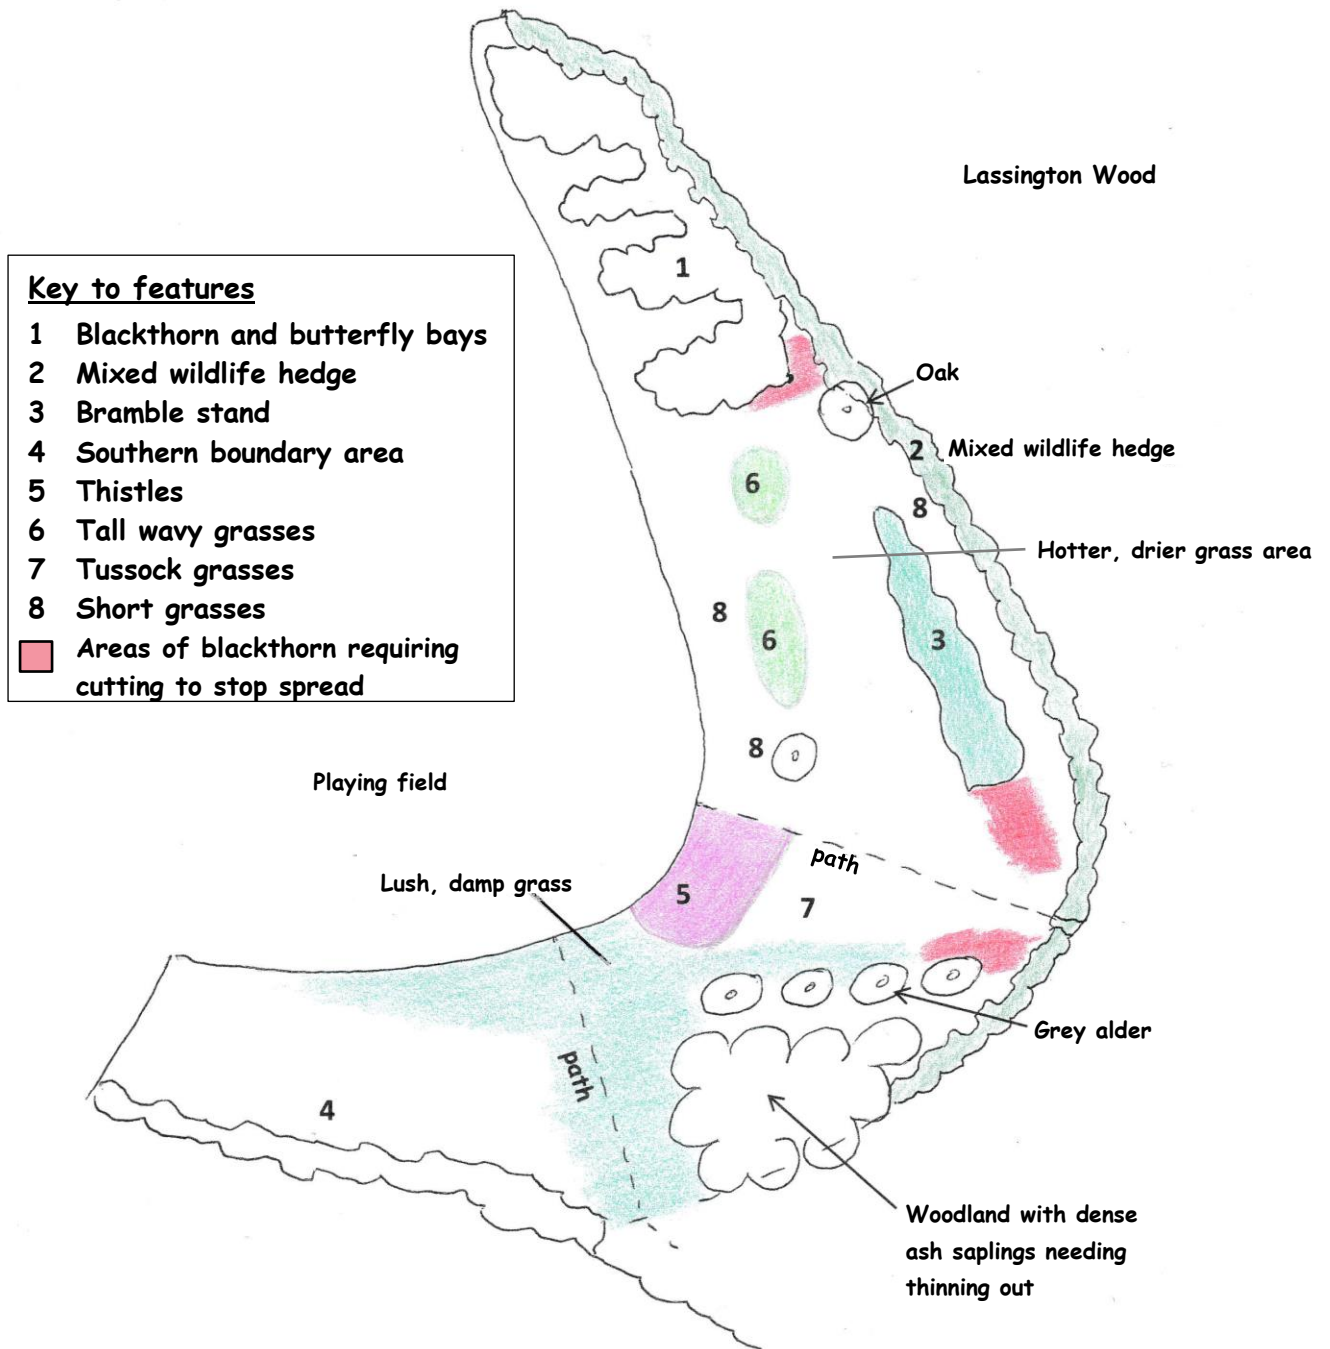 Lassington Wood
Key to features
1 Blackthorn and butterfly bays
2 Mixed wildlife hedge
3 Bramble stand
4 Southern boundary area
5 Thistles
6 Tall wavy grasses
7 Tussock grasses
8 Short grasses
Areas of blackthorn requiring
cutting to stop spread
1
Oak
2 Mixed wildlife hedge
6
8
Hotter, drier grass area
8
6
3
8
Playing field
path
Lush, damp grass
5
7
Grey alder
path
4
Woodland with dense
ash saplings needing
thinning out